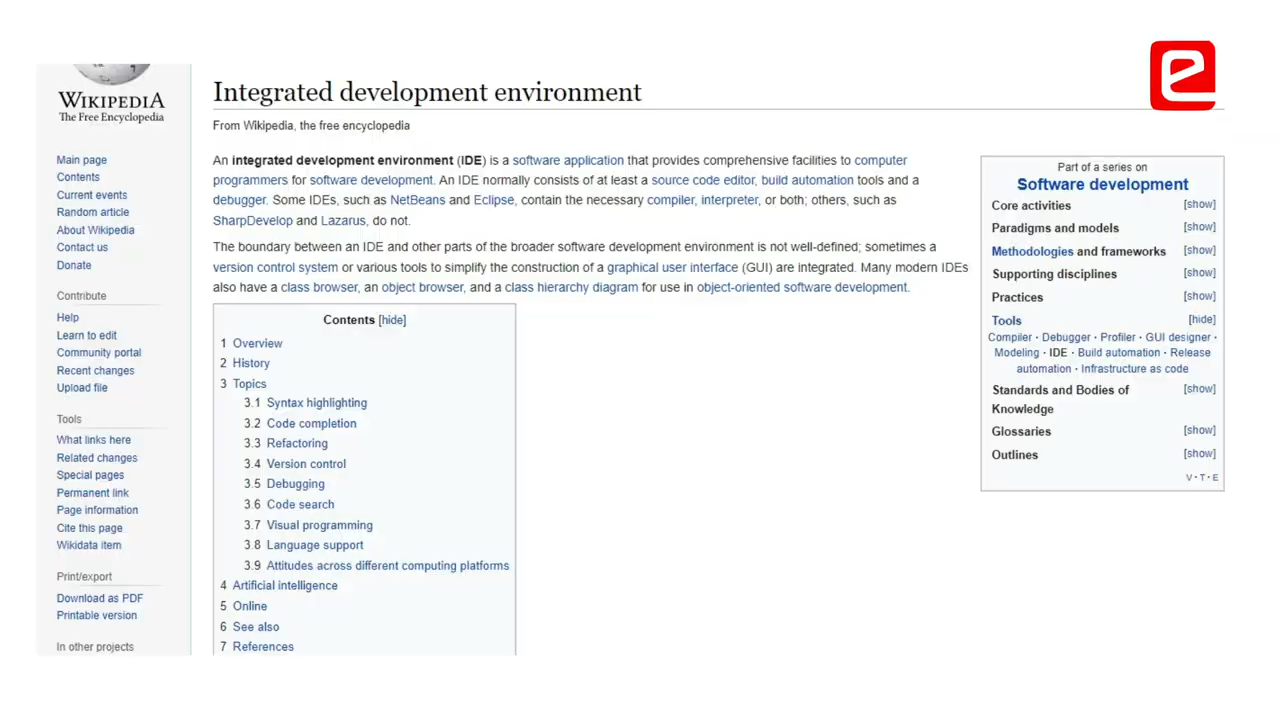 WIKIPEDIA
The Free Encyclopedia
Main page
Contents
Current events
Random article
About Wikipedia
Contact us
Donate
Contribute
Help
Learn to edit
Community portal
Recent changes
Upload file
Tools
What links here
Related changes
Special pages
Permanent link
Page information
Cite this page
Wikidata item
Print/export
Download as PDF
Printable version
In other projects
Integrated development environment
From Wikipedia, the free encyclopedia
An integrated development environment (IDE) is a software application that provides comprehensive facilities to computer
programmers for software development. An IDE normally consists of at least a source code editor, build automation tools and a
debugger. Some IDEs, such as NetBeans and Eclipse, contain the necessary compiler, interpreter, or both; others, such as
SharpDevelop and Lazarus, do not.
The boundary between an IDE and other parts of the broader software development environment is not well-defined; sometimes a
version control system or various tools to simplify the construction of a graphical user interface (GUI) are integrated. Many modern IDEs
also have a class browser, an object browser, and a class hierarchy diagram for use in object-oriented software development.
Contents [hide]
1 Overview
2 History
3 Topics
3.1 Syntax highlighting
3.2 Code completion
3.3 Refactoring
3.4 Version control
3.5 Debugging
3.6 Code search
3.7 Visual programming
3.8 Language support
3.9 Attitudes across different computing platforms
4 Artificial intelligence
5 Online
6 See also
7 References
e
Part of a series on
Software development
Core activities [show]
Paradigms and models [show]
Methodologies and frameworks [show]
Supporting disciplines [show]
Practices [show]
Tools [hide]
Compiler · Debugger · Profiler · GUI designer ·
Modeling · IDE · Build automation · Release
automation · Infrastructure as code
Standards and Bodies of [show]
Knowledge
Glossaries [show]
Outlines [show]
V · T · E